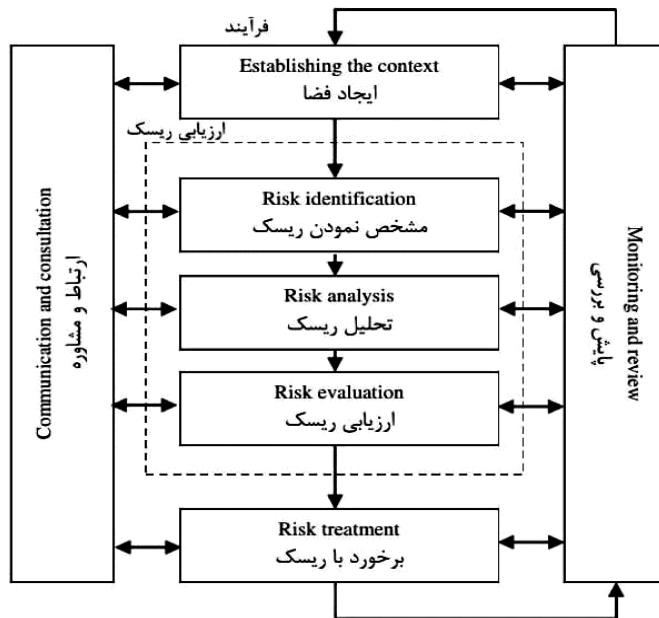 فرآیند
Establishing the context
ایجاد فضا
ارزیابی ریسک
Risk identification
مشخص نمودن ریسک
Risk analysis
تحلیل ریسک
Risk evaluation
ارزیابی ریسک
Risk treatment
برخورد با ریسک
Communication and consultation
ارتباط و مشاوره
Monitoring and review
پایش و بررسی